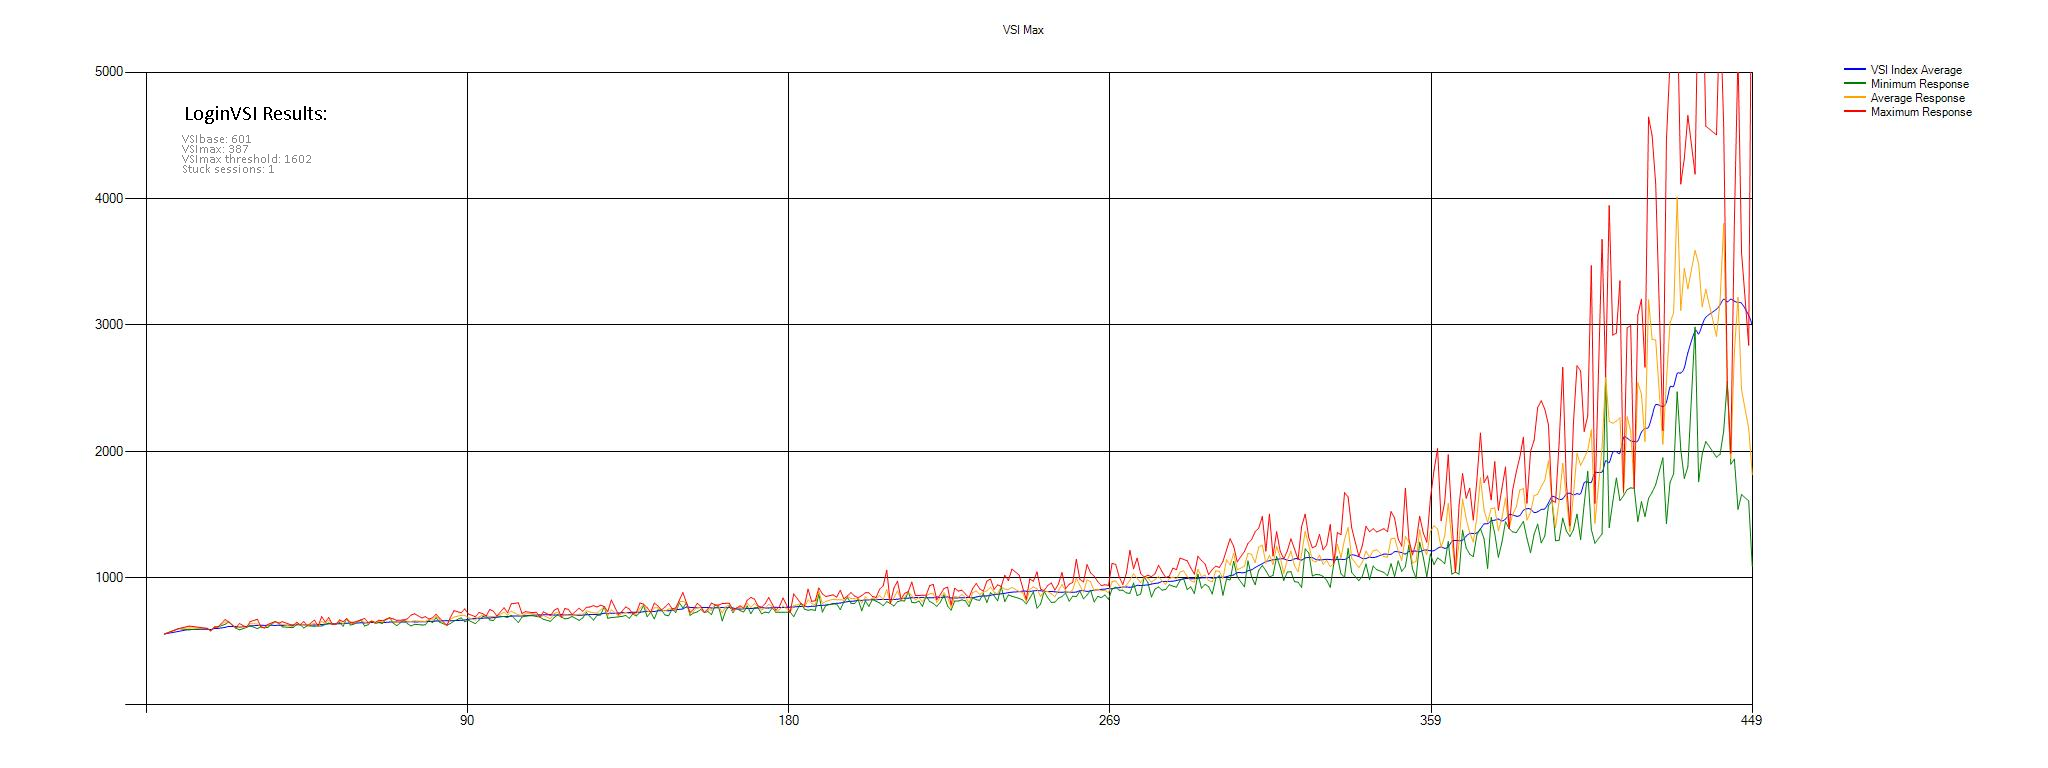 VSI Max
5000
4000
3000
2000
1000
90
180
269
359
449
LoginVSI Results:
VSIbase: 601
VSImax: 387
VSImax threshold: 1602
Stuck sessions: 1
VSI Index Average
Minimum Response
Average Response
Maximum Response